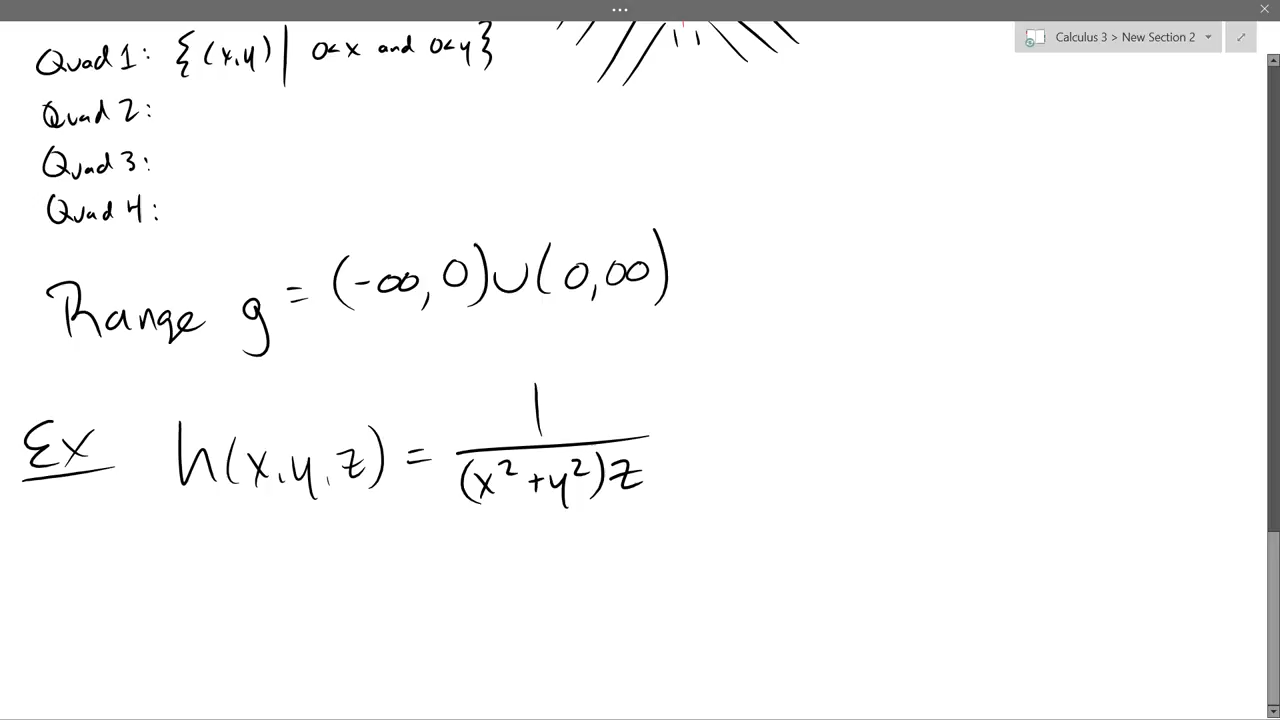 Calculus 3 > New Section 2
Quad 1: {(x,y) | 0<x and 0<y}
Quad 2:
Quad 3:
Quad 4:
Range g = (-∞,0)∪(0,∞)
Ex h(x,y,z) = 1/((x²+y²)z)